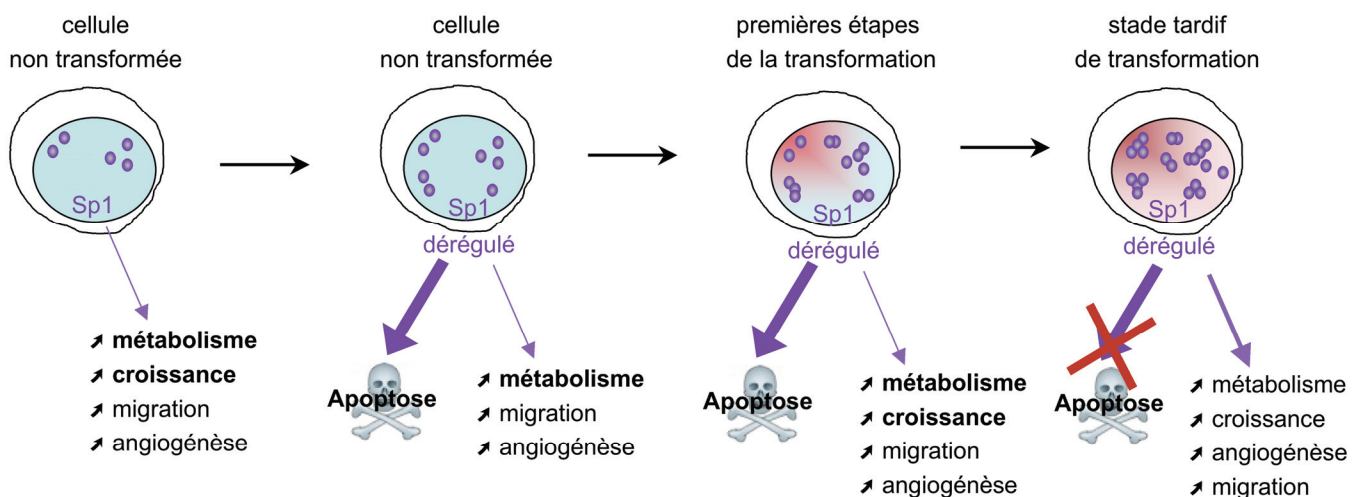 cellule
non transformée
Sp1
↗ métabolisme
↗ croissance
↗ migration
↗ angiogénèse
cellule
non transformée
Sp1
dérégulé
Apoptose
↗ métabolisme
↗ migration
↗ angiogénèse
premières étapes
de la transformation
Sp1
dérégulé
Apoptose
↗ métabolisme
↗ croissance
↗ migration
↗ angiogénèse
stade tardif
de transformation
Sp1
dérégulé
Apoptose
↗ métabolisme
↗ croissance
↗ angiogénèse
↗ migration